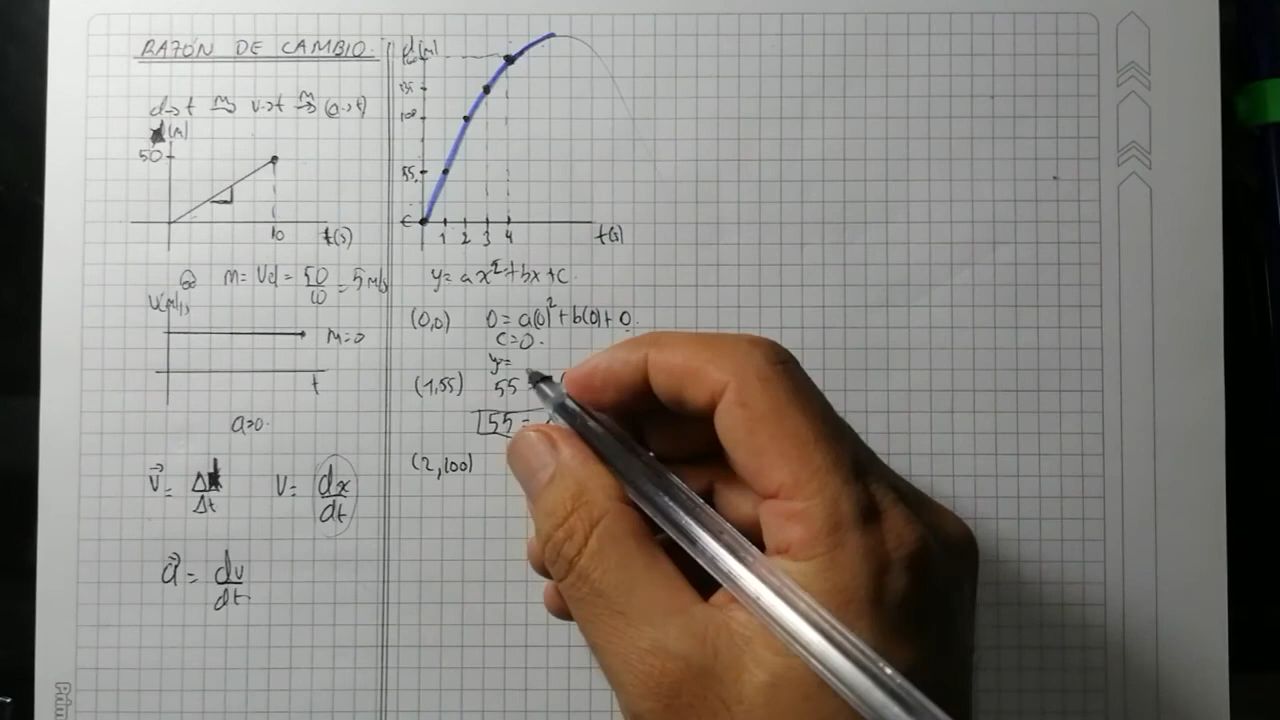 RAZÓN DE CAMBIO.
d→t m→ v→t m→ (a→t)
(m)
50
10
t(s)
m = Vd = 50/10 = 5 m/s
V(m/s)
m=0
t
a=0.
v⃗ = Δ/Δt
V = dx/dt
a⃗ = dv/dt
d(m)
135
100
55
1 2 3 4
t(s)
y = ax²+bx+c.
(0,0) 0 = a(0)²+b(0)+0.
c=0.
y=
(1,55) 55
55 =
(2,100)